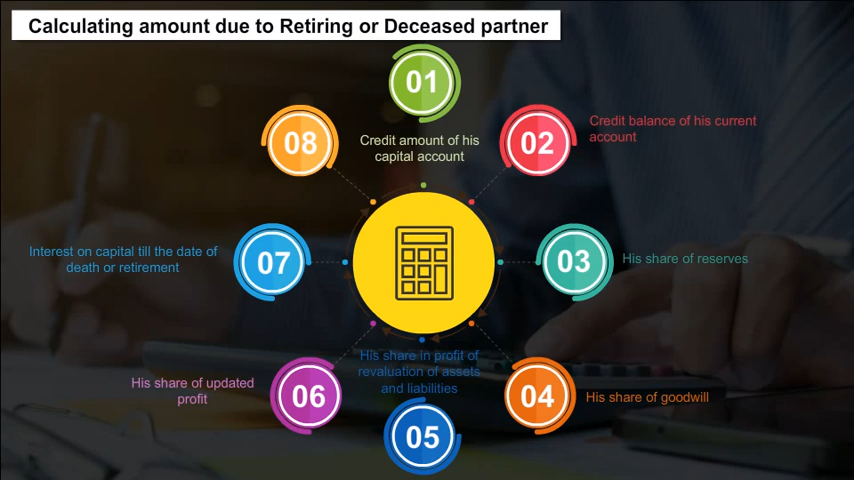 Calculating amount due to Retiring or Deceased partner
01
Credit amount of his
capital account
02
Credit balance of his current
account
03
His share of reserves
04
His share of goodwill
His share in profit of
revaluation of assets
and liabilities
05
06
His share of updated
profit
07
Interest on capital till the date of
death or retirement
08